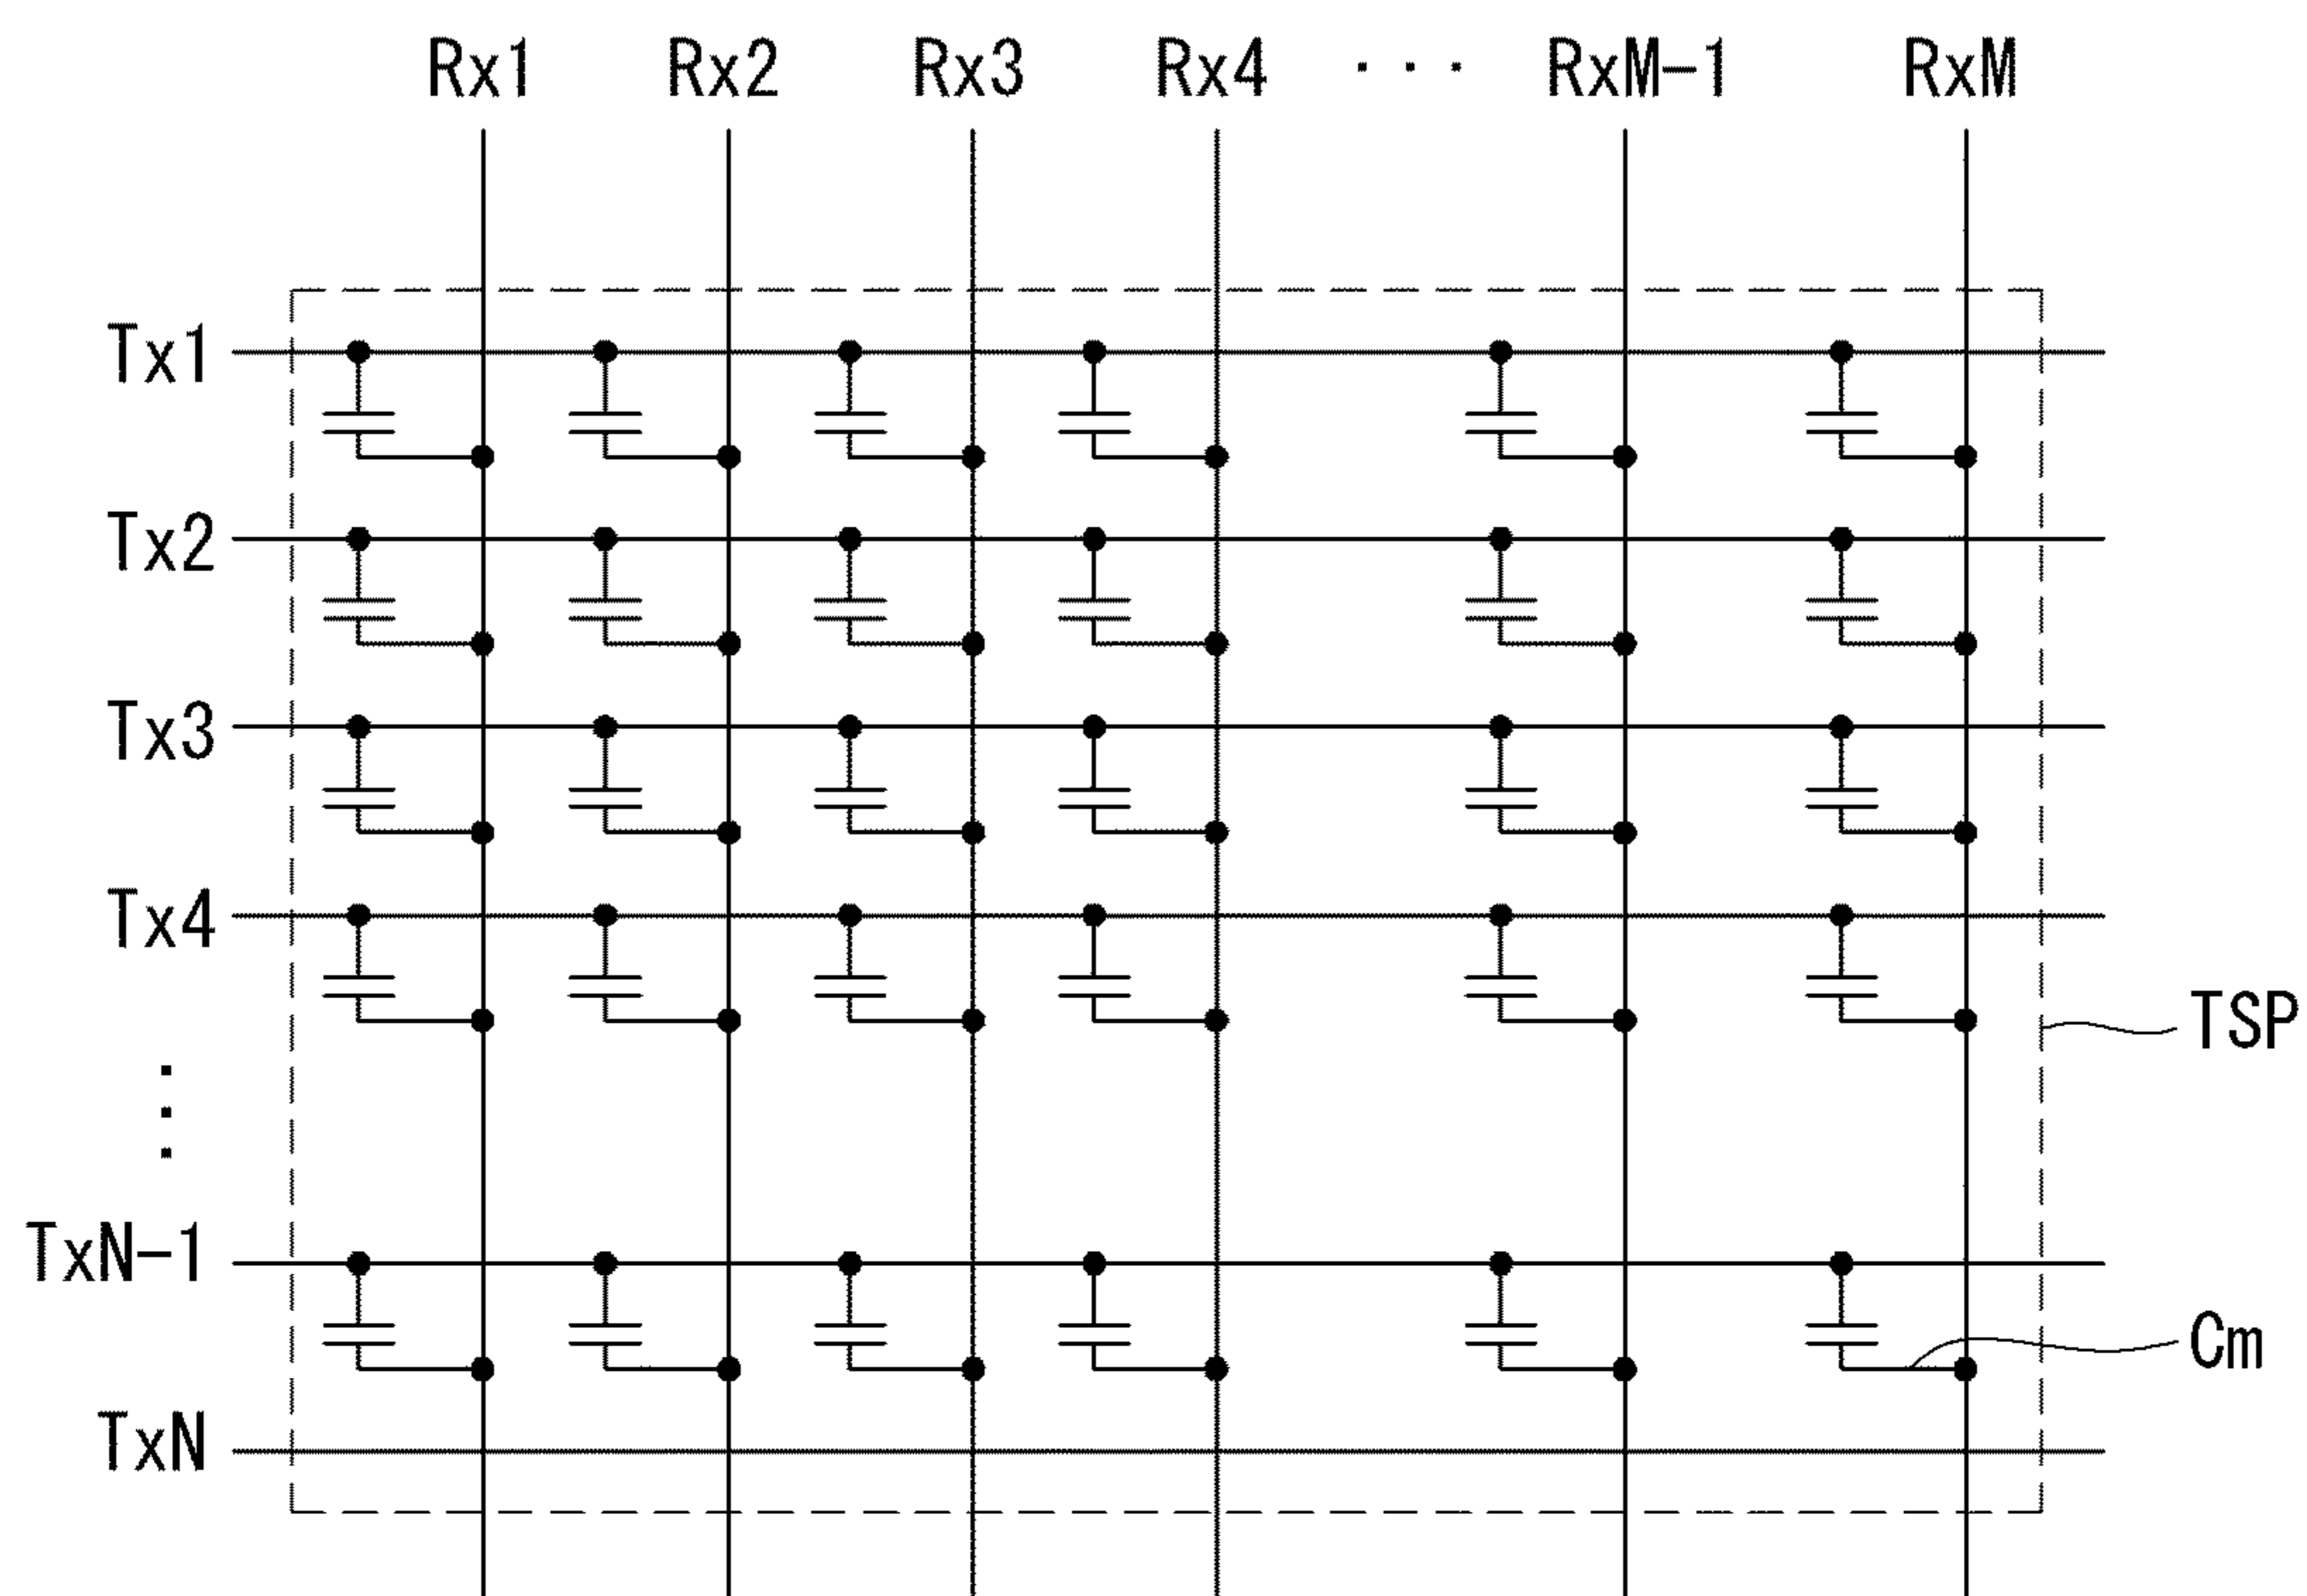 Rx1 Rx2 Rx3 Rx4 ··· RxM-1 RxM
Tx1
Tx2
Tx3
Tx4
TSP
TxN-1
Cm
TxN